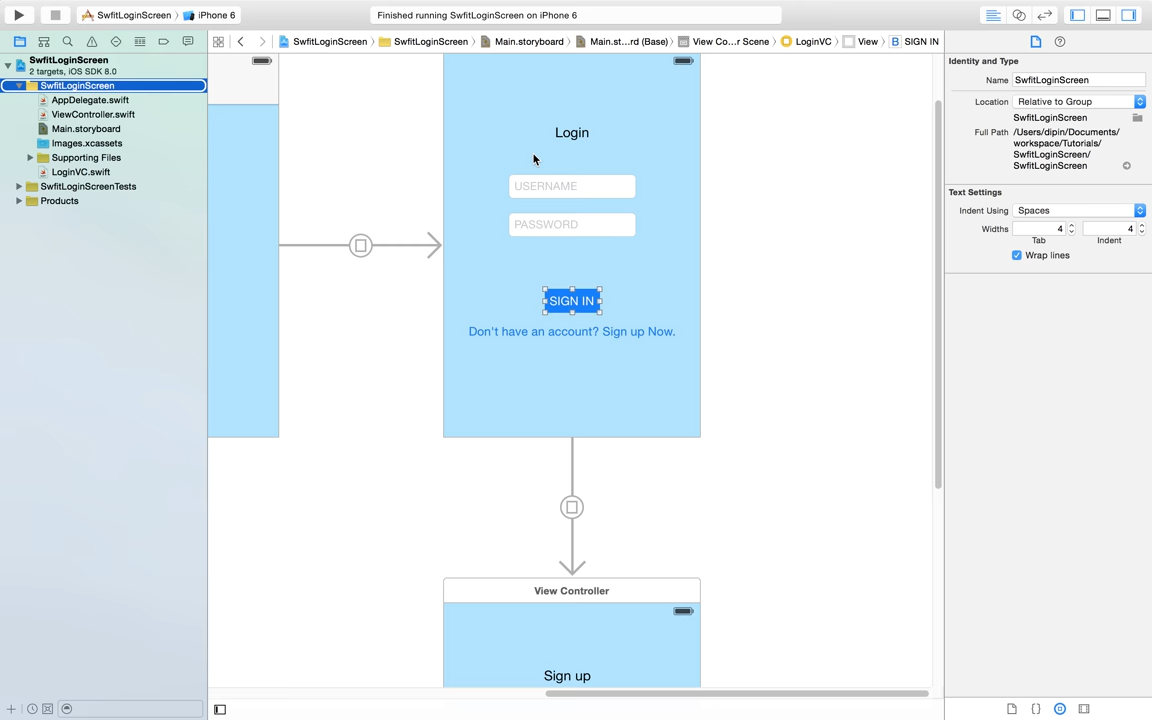 SwfitLoginScreen 〉 iPhone 6
Finished running SwfitLoginScreen on iPhone 6
SwfitLoginScreen 〉 SwfitLoginScreen 〉 Main.storyboard 〉 Main.st...rd (Base) 〉 View Co...r Scene 〉 LoginVC 〉 View 〉 B SIGN IN
SwfitLoginScreen
2 targets, iOS SDK 8.0
SwfitLoginScreen
AppDelegate.swift
ViewController.swift
Main.storyboard
Images.xcassets
Supporting Files
LoginVC.swift
SwfitLoginScreenTests
Products
Login
USERNAME
PASSWORD
SIGN IN
Don't have an account? Sign up Now.
View Controller
Sign up
Identity and Type
Name SwfitLoginScreen
Location Relative to Group
SwfitLoginScreen
Full Path /Users/dipin/Documents/
workspace/Tutorials/
SwfitLoginScreen/
SwfitLoginScreen
Text Settings
Indent Using Spaces
Widths 4 4
Tab Indent
Wrap lines